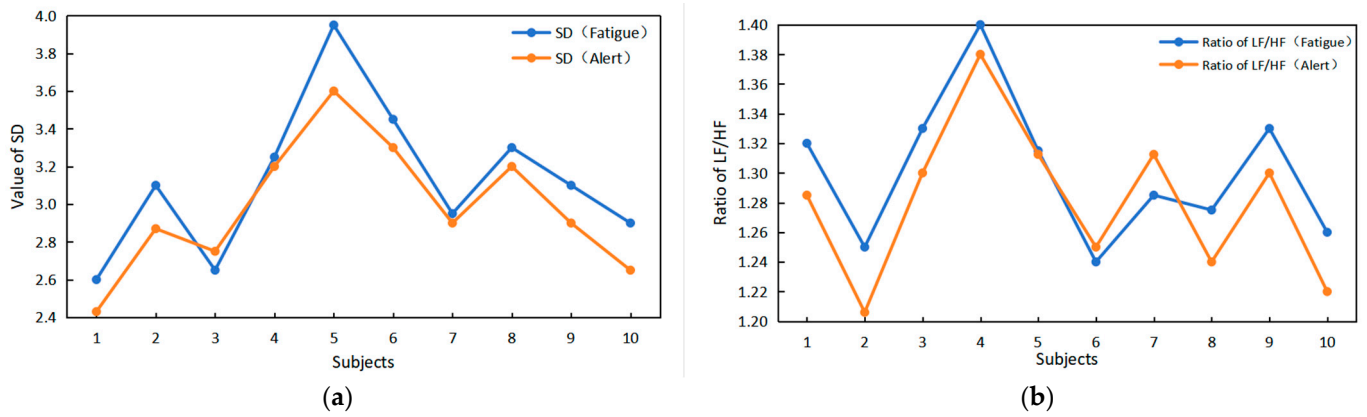 4.0
3.6
3.2
2.8
2.6
2.4
3.0
3.4
Value of SD
SD（Fatigue）
SD（Alert）
1 2 3 4 5 6 7 8 9 10
Subjects
(a)
1.40
1.38
1.36
1.34
1.32
1.30
1.28
1.26
1.24
1.22
1.20
Ratio of LF/HF
Ratio of LF/HF（Fatigue）
Ratio of LF/HF（Alert）
1 2 3 4 5 6 7 8 9 10
Subjects
(b)